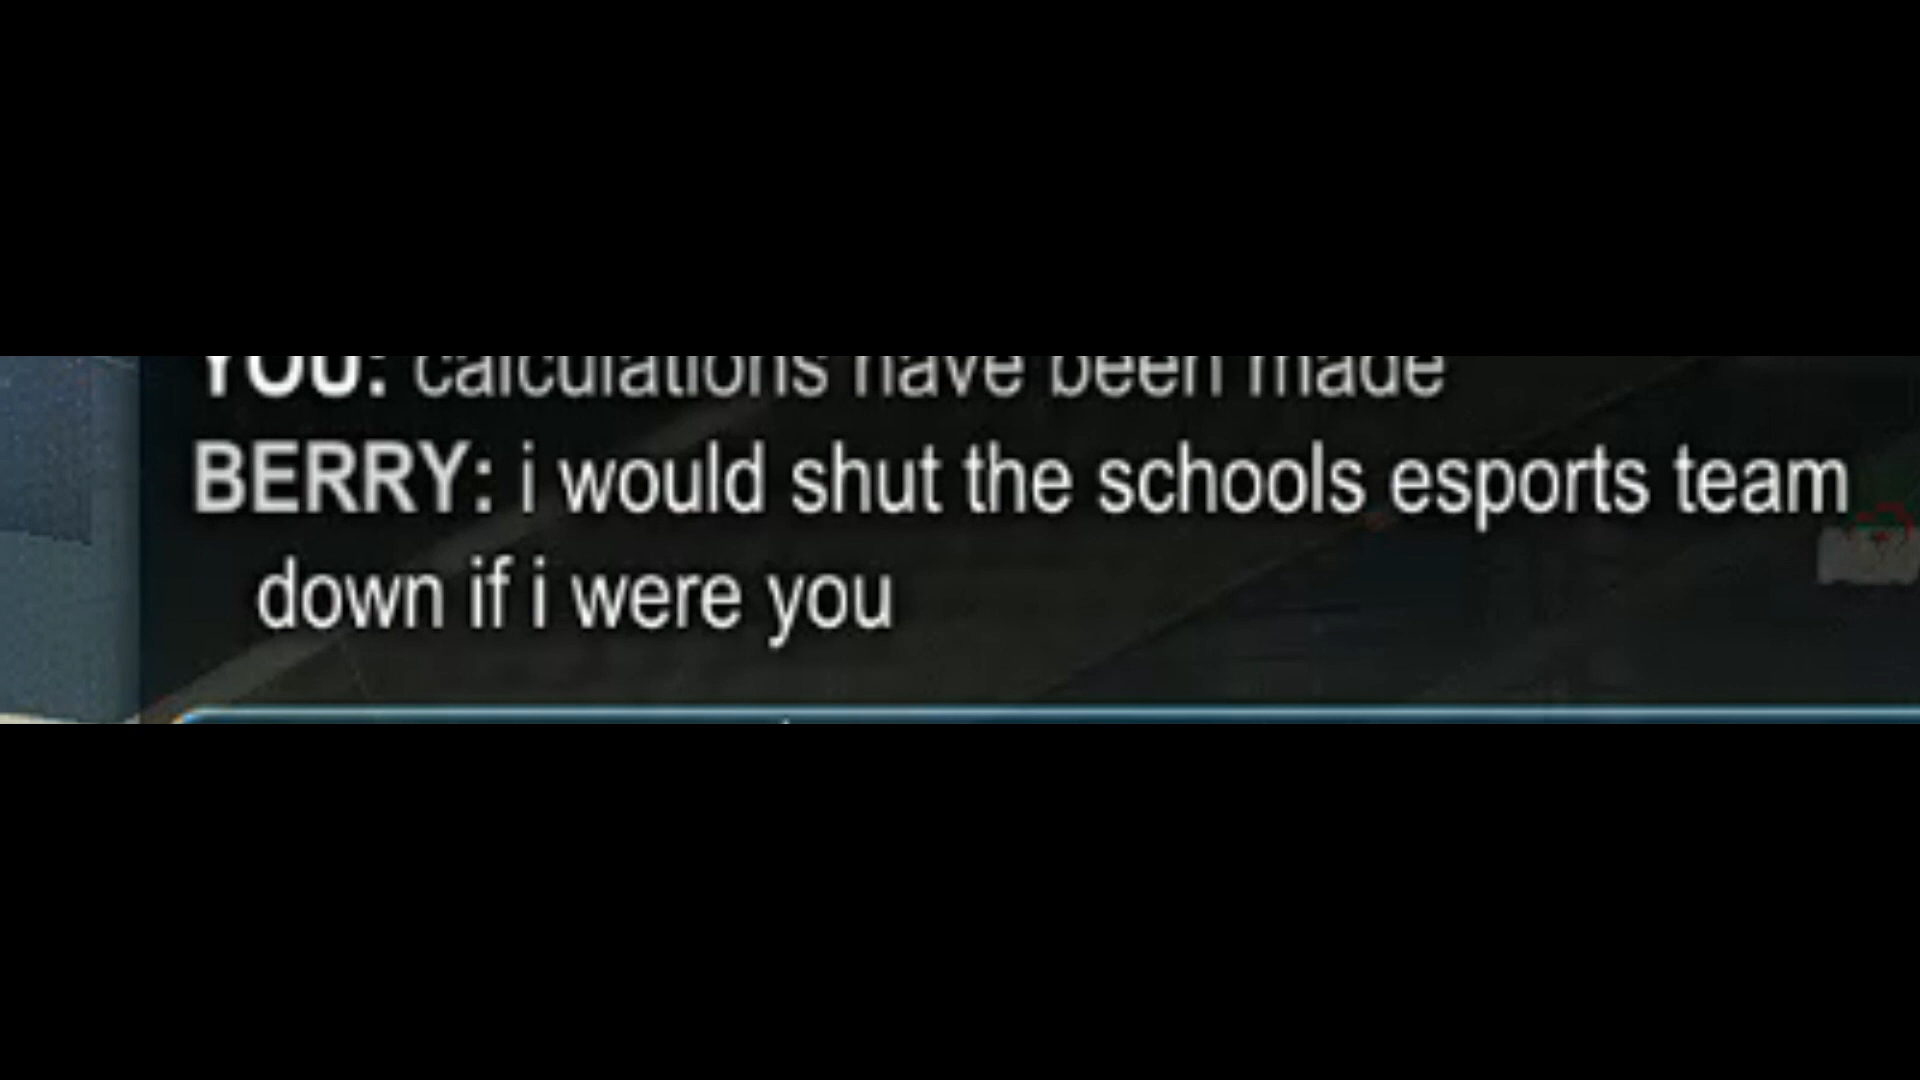 YOU: calculations have been made
BERRY: i would shut the schools esports team
down if i were you